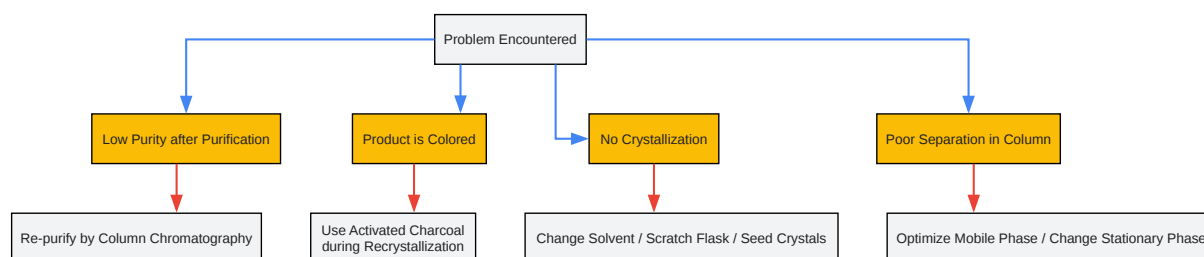 Problem Encountered
Low Purity after Purification
Product is Colored
No Crystallization
Poor Separation in Column
Re-purify by Column Chromatography
Use Activated Charcoal
during Recrystallization
Change Solvent / Scratch Flask / Seed Crystals
Optimize Mobile Phase / Change Stationary Phase